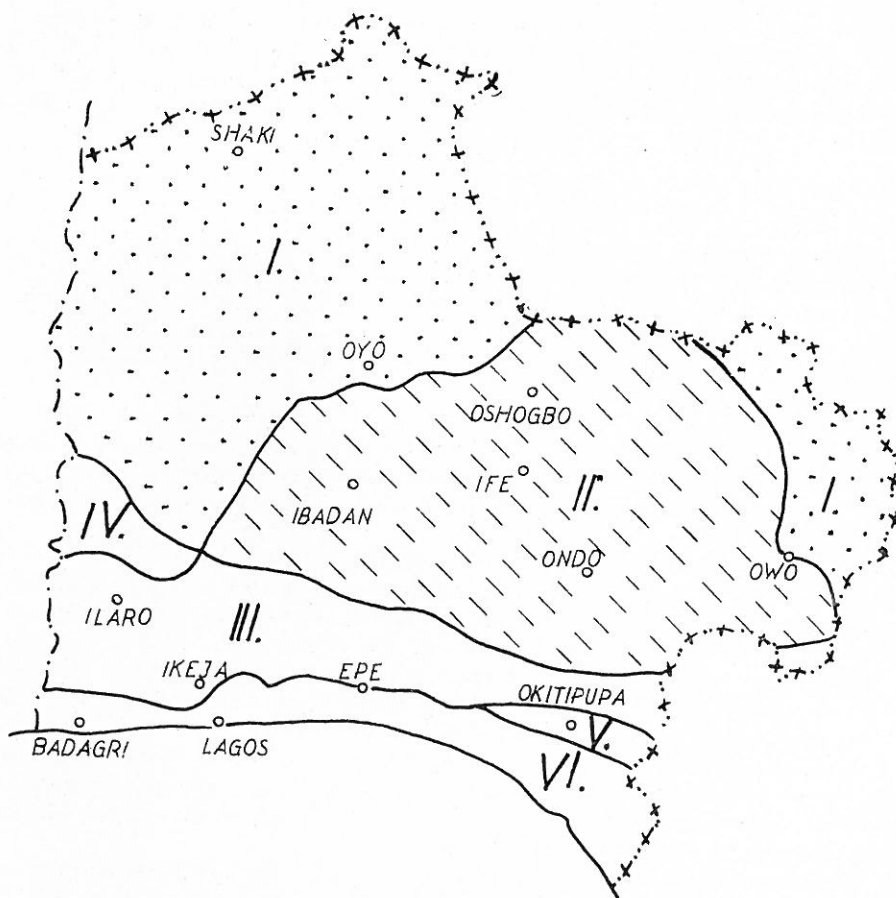 SHAKI
I.
OYO
OSHOGBO
IFE
II.
IBADAN
I.
IV.
ONDO
OWO
ILARO
III.
IKEJA
EPE
OKITIPUPA
V.
BADAGRI
LAGOS
VI.